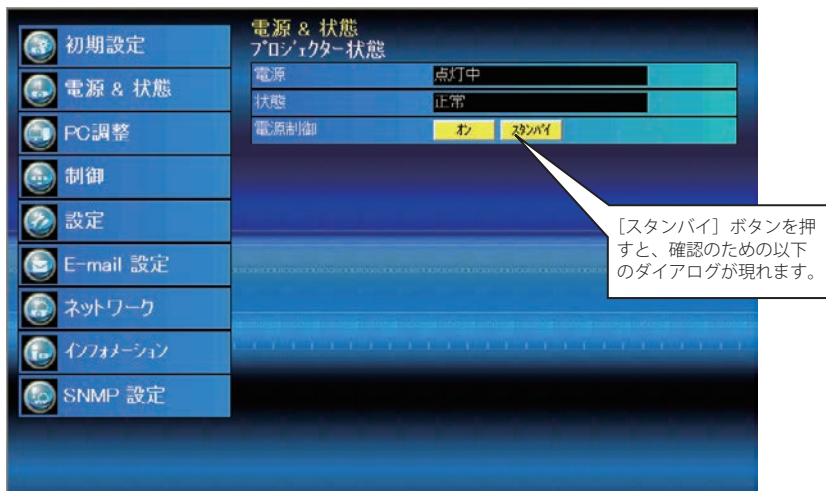 初期設定
電源 & 状態
PC調整
制御
設定
E-mail 設定
ネットワーク
インフォメーション
SNMP 設定
電源 & 状態
プロジェクター状態
電源 点灯中
状態 正常
電源制御 オン スタンバイ
[スタンバイ] ボタンを押
すと、確認のための以下
のダイアログが現れます。